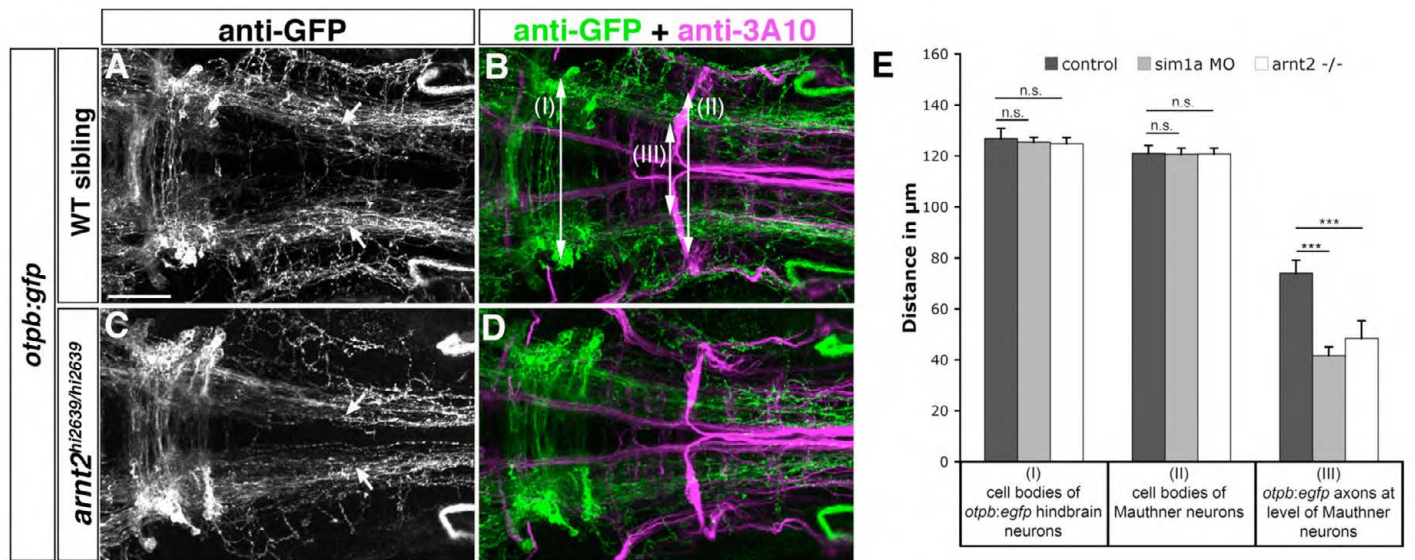 anti-GFP
anti-GFP + anti-3A10
otpb:gfp
WT sibling
arnt2hi2639/hi2639
A
B
(I)
(II)
(III)
C
D
E
control
sim1a MO
arnt2 -/-
Distance in µm
160
140
120
100
80
60
40
20
0
n.s.
n.s.
n.s.
n.s.
***
***
(I)
cell bodies of
otpb:egfp hindbrain
neurons
(II)
cell bodies of
Mauthner neurons
(III)
otpb:egfp axons at
level of Mauthner
neurons